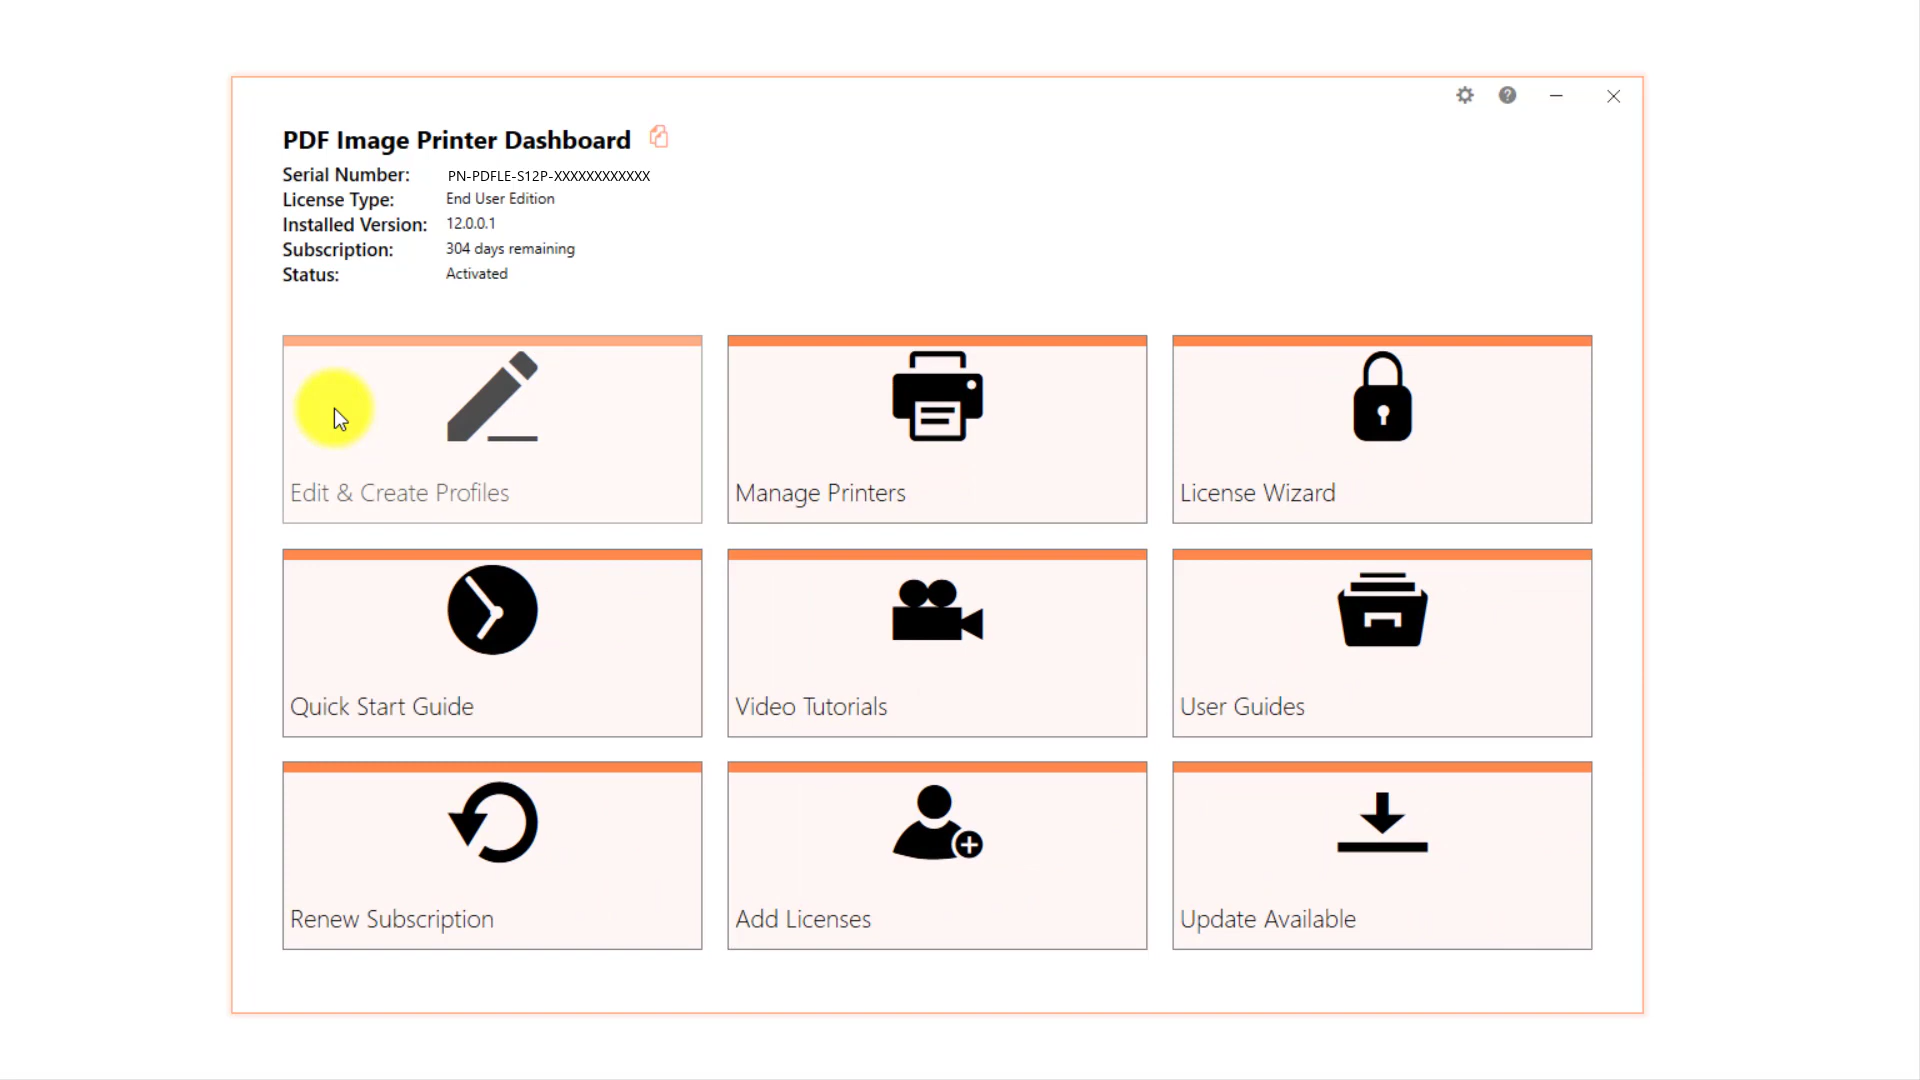 PDF Image Printer Dashboard
Serial Number: PN-PDFLE-S12P-XXXXXXXXXXXX
License Type: End User Edition
Installed Version: 12.0.0.1
Subscription: 304 days remaining
Status: Activated
Edit & Create Profiles
Manage Printers
License Wizard
Quick Start Guide
Video Tutorials
User Guides
Renew Subscription
Add Licenses
Update Available